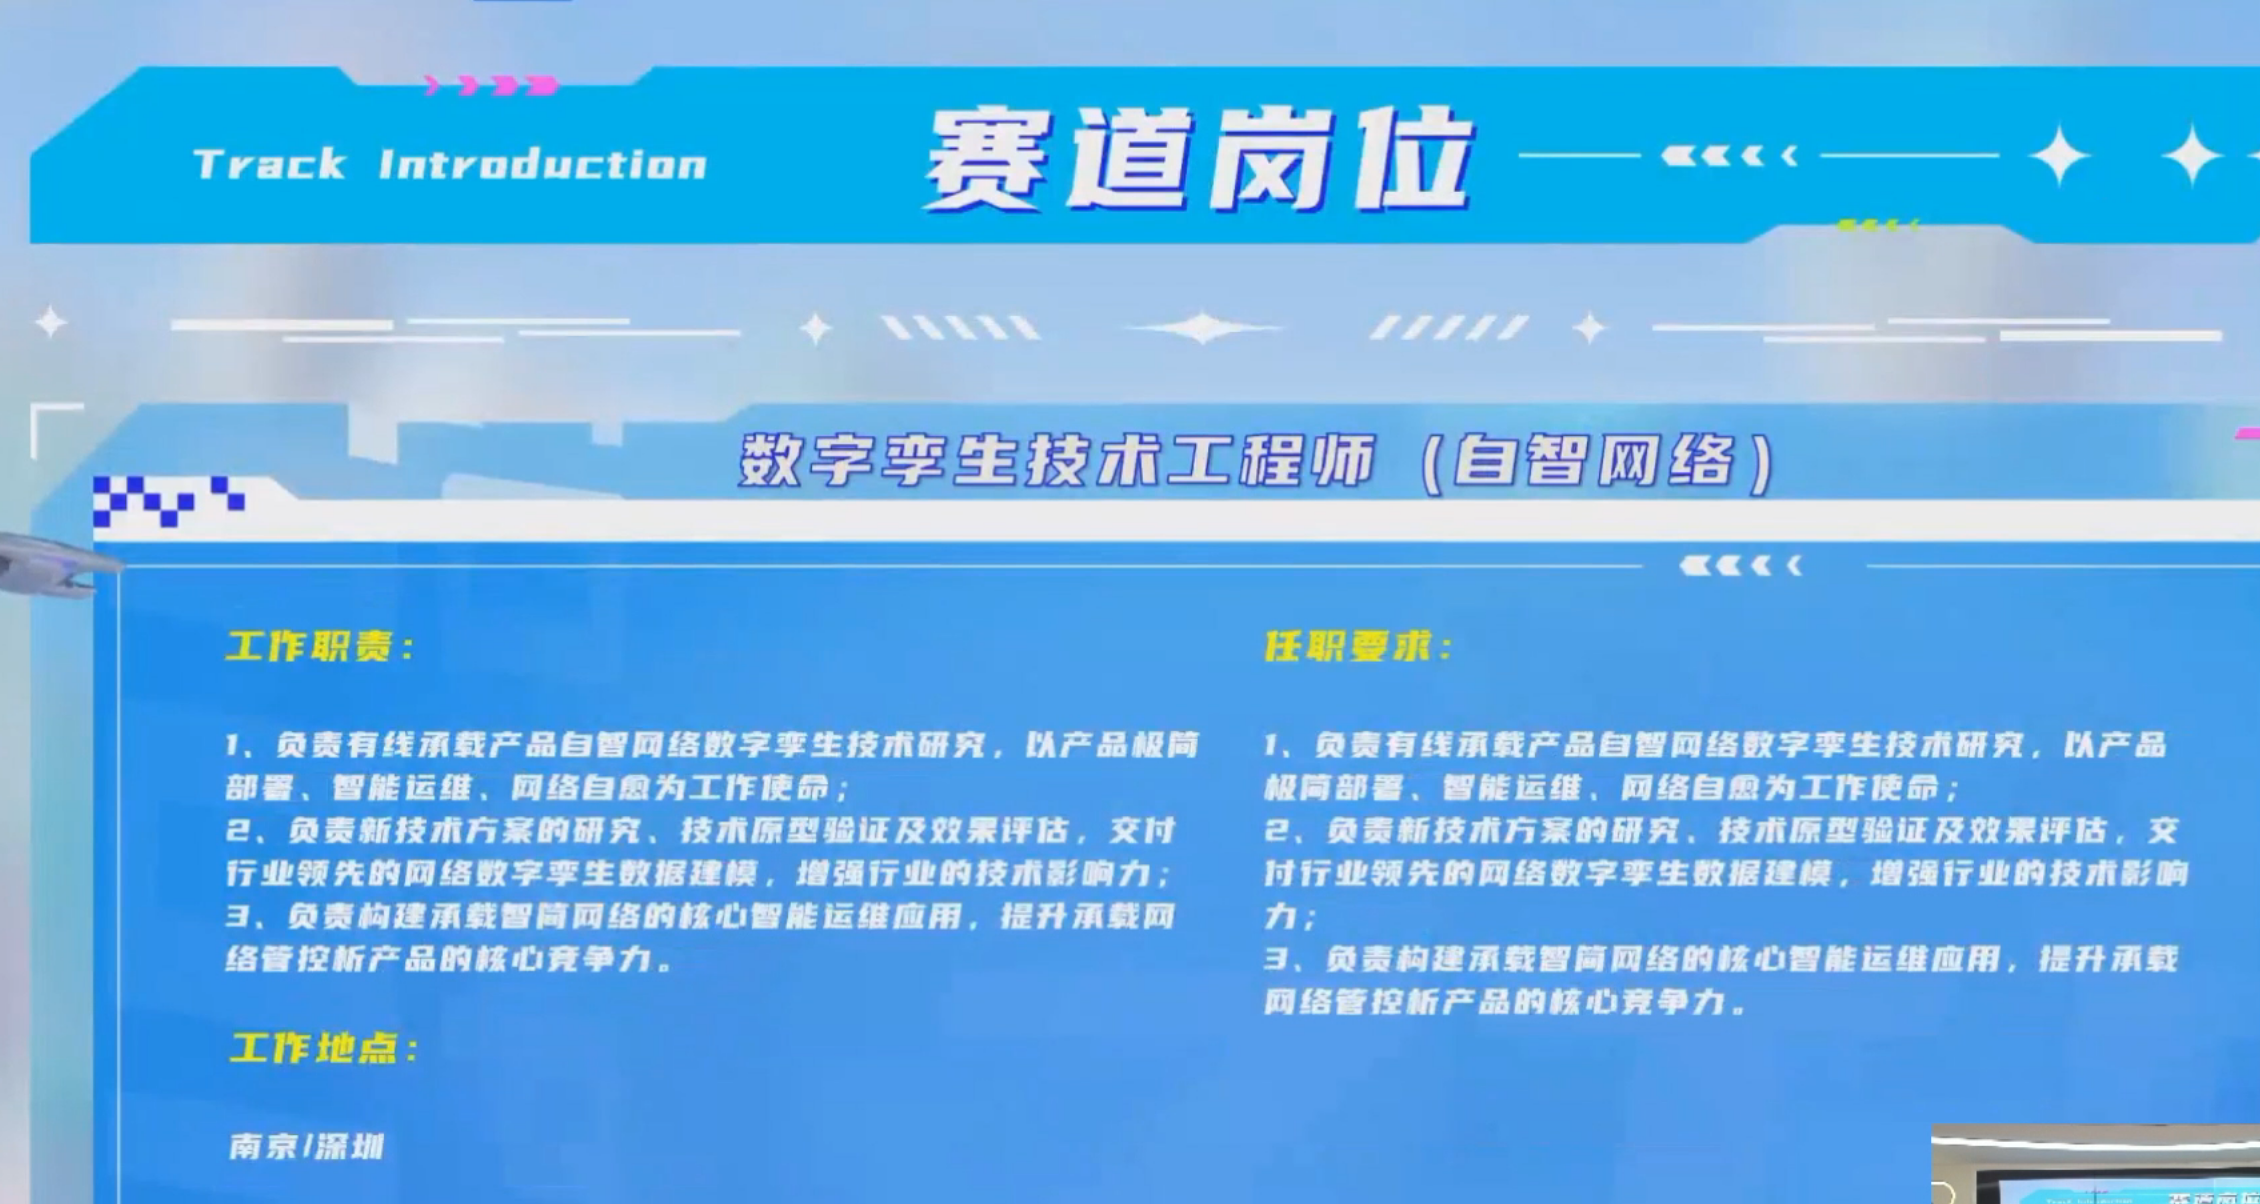 Track Introduction
赛道岗位
数字孪生技术工程师（自智网络）
工作职责：
1、负责有线承载产品自智网络数字孪生技术研究，以产品极简
部署、智能运维、网络自愈为工作使命；
2、负责新技术方案的研究、技术原型验证及效果评估，交付
行业领先的网络数字孪生数据建模，增强行业的技术影响力；
3、负责构建承载智简网络的核心智能运维应用，提升承载网
络管控析产品的核心竞争力。
工作地点：
南京/深圳
任职要求：
1、负责有线承载产品自智网络数字孪生技术研究，以产品
极简部署、智能运维、网络自愈为工作使命；
2、负责新技术方案的研究、技术原型验证及效果评估，交
付行业领先的网络数字孪生数据建模，增强行业的技术影响
力；
3、负责构建承载智简网络的核心智能运维应用，提升承载
网络管控析产品的核心竞争力。